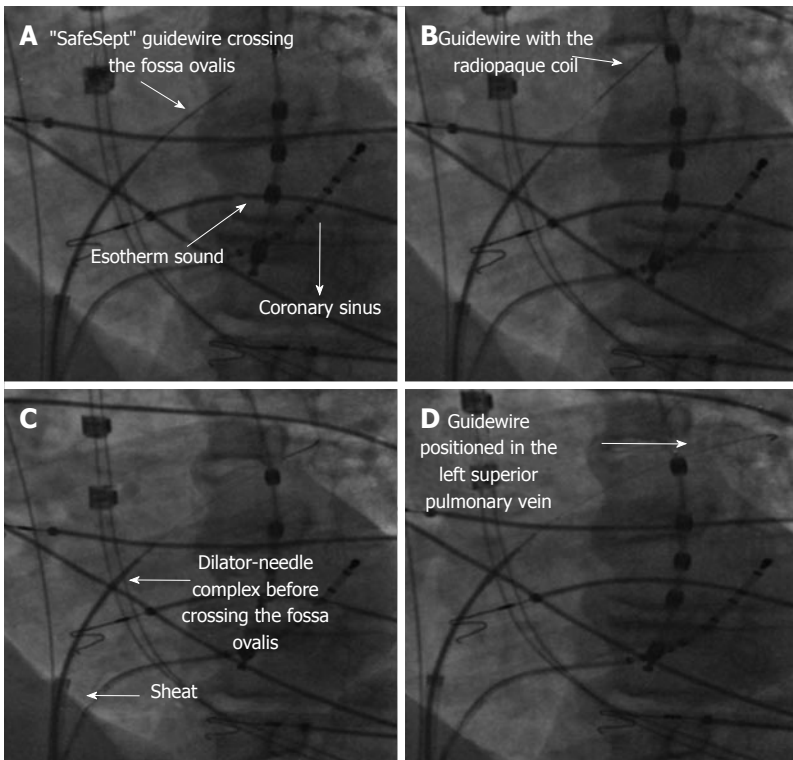 A "SafeSept" guidewire crossing
the fossa ovalis
Esotherm sound
Coronary sinus
B Guidewire with the
radiopaque coil
C
Dilator-needle
complex before
crossing the fossa
ovalis
Sheat
D Guidewire
positioned in the
left superior
pulmonary vein